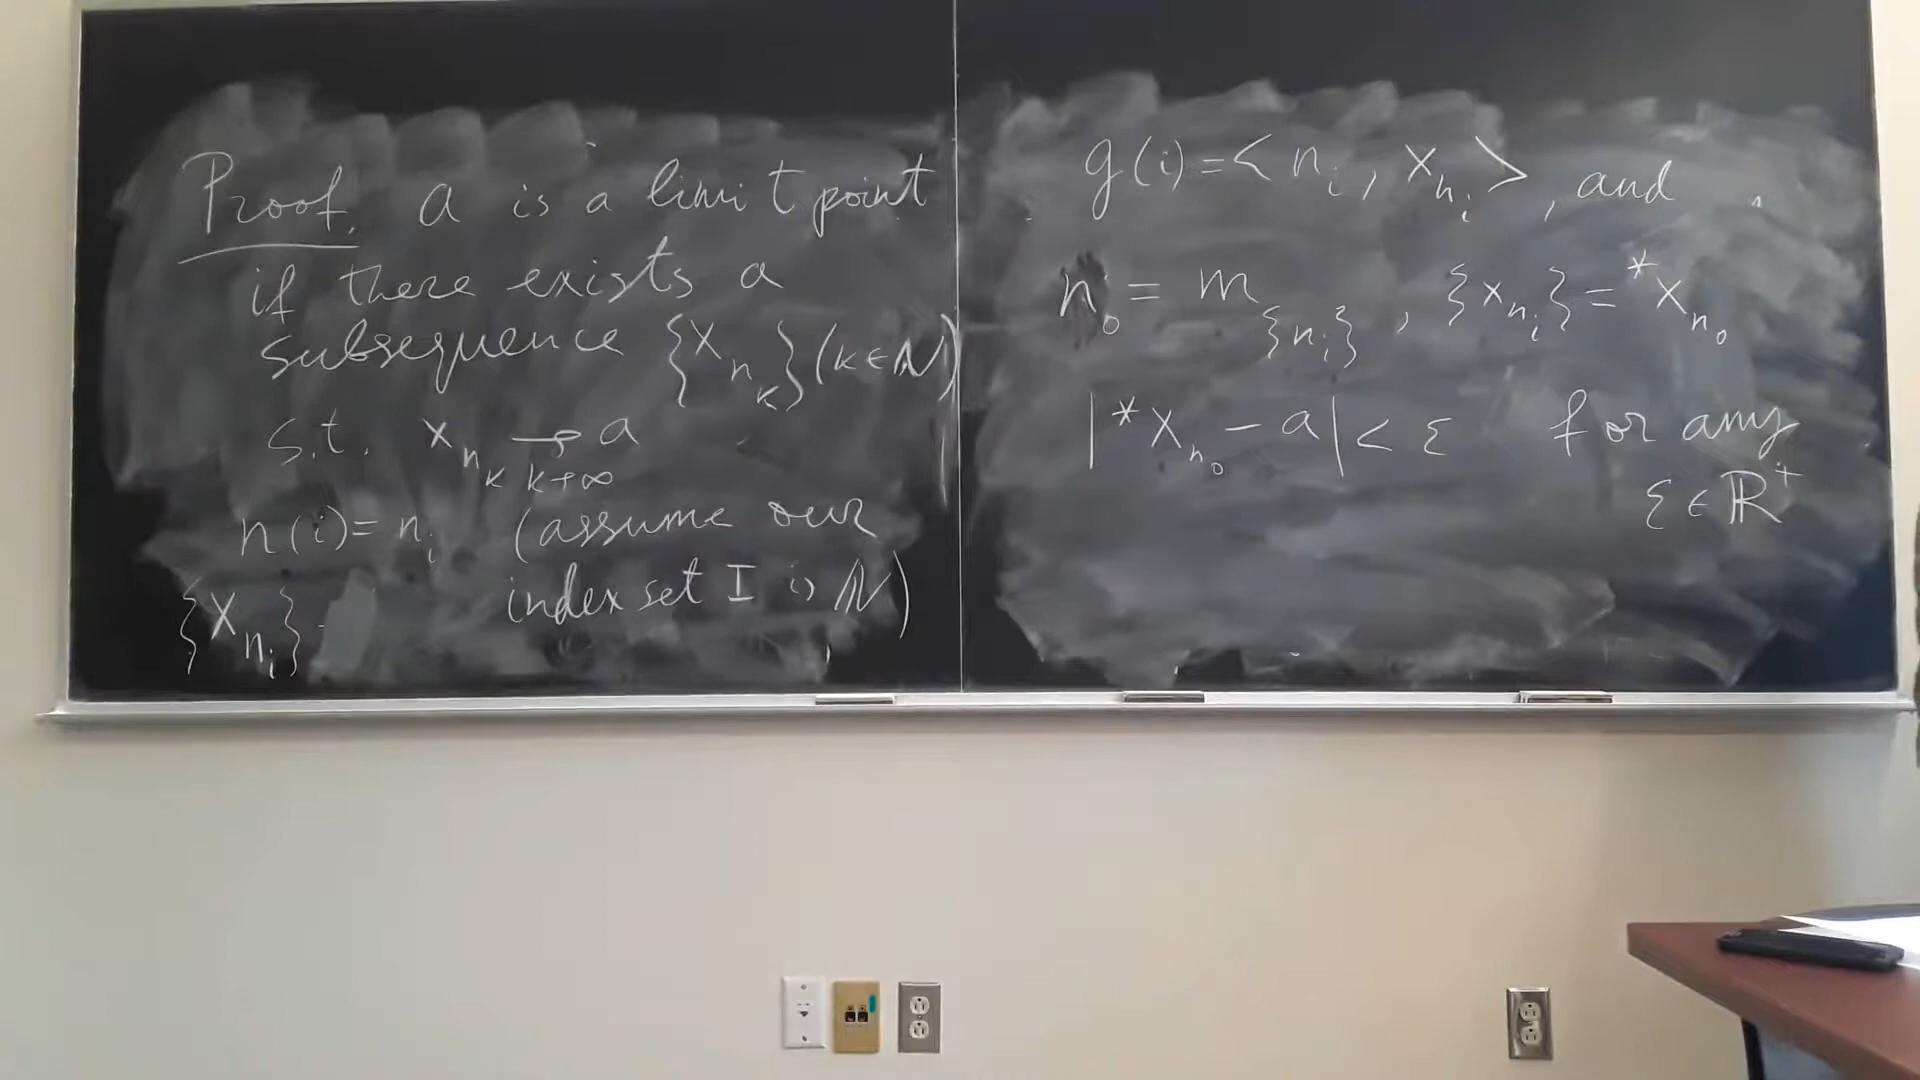 Proof. a is a limit point
if there exists a
subsequence {x_{n_k}} (k ∈ ℕ)
s.t. x_{n_k} → a
k→∞
n(i) = n_i (assume our
index set I is ℕ)
{x_{n_i}}
g(i) = <n_i, x_{n_i}>, and
n_0 = m_{{n_i}}, {x_{n_i}} = *x_{n_0}
|*x_{n_0} - a| < ε for any
ε ∈ ℝ⁺